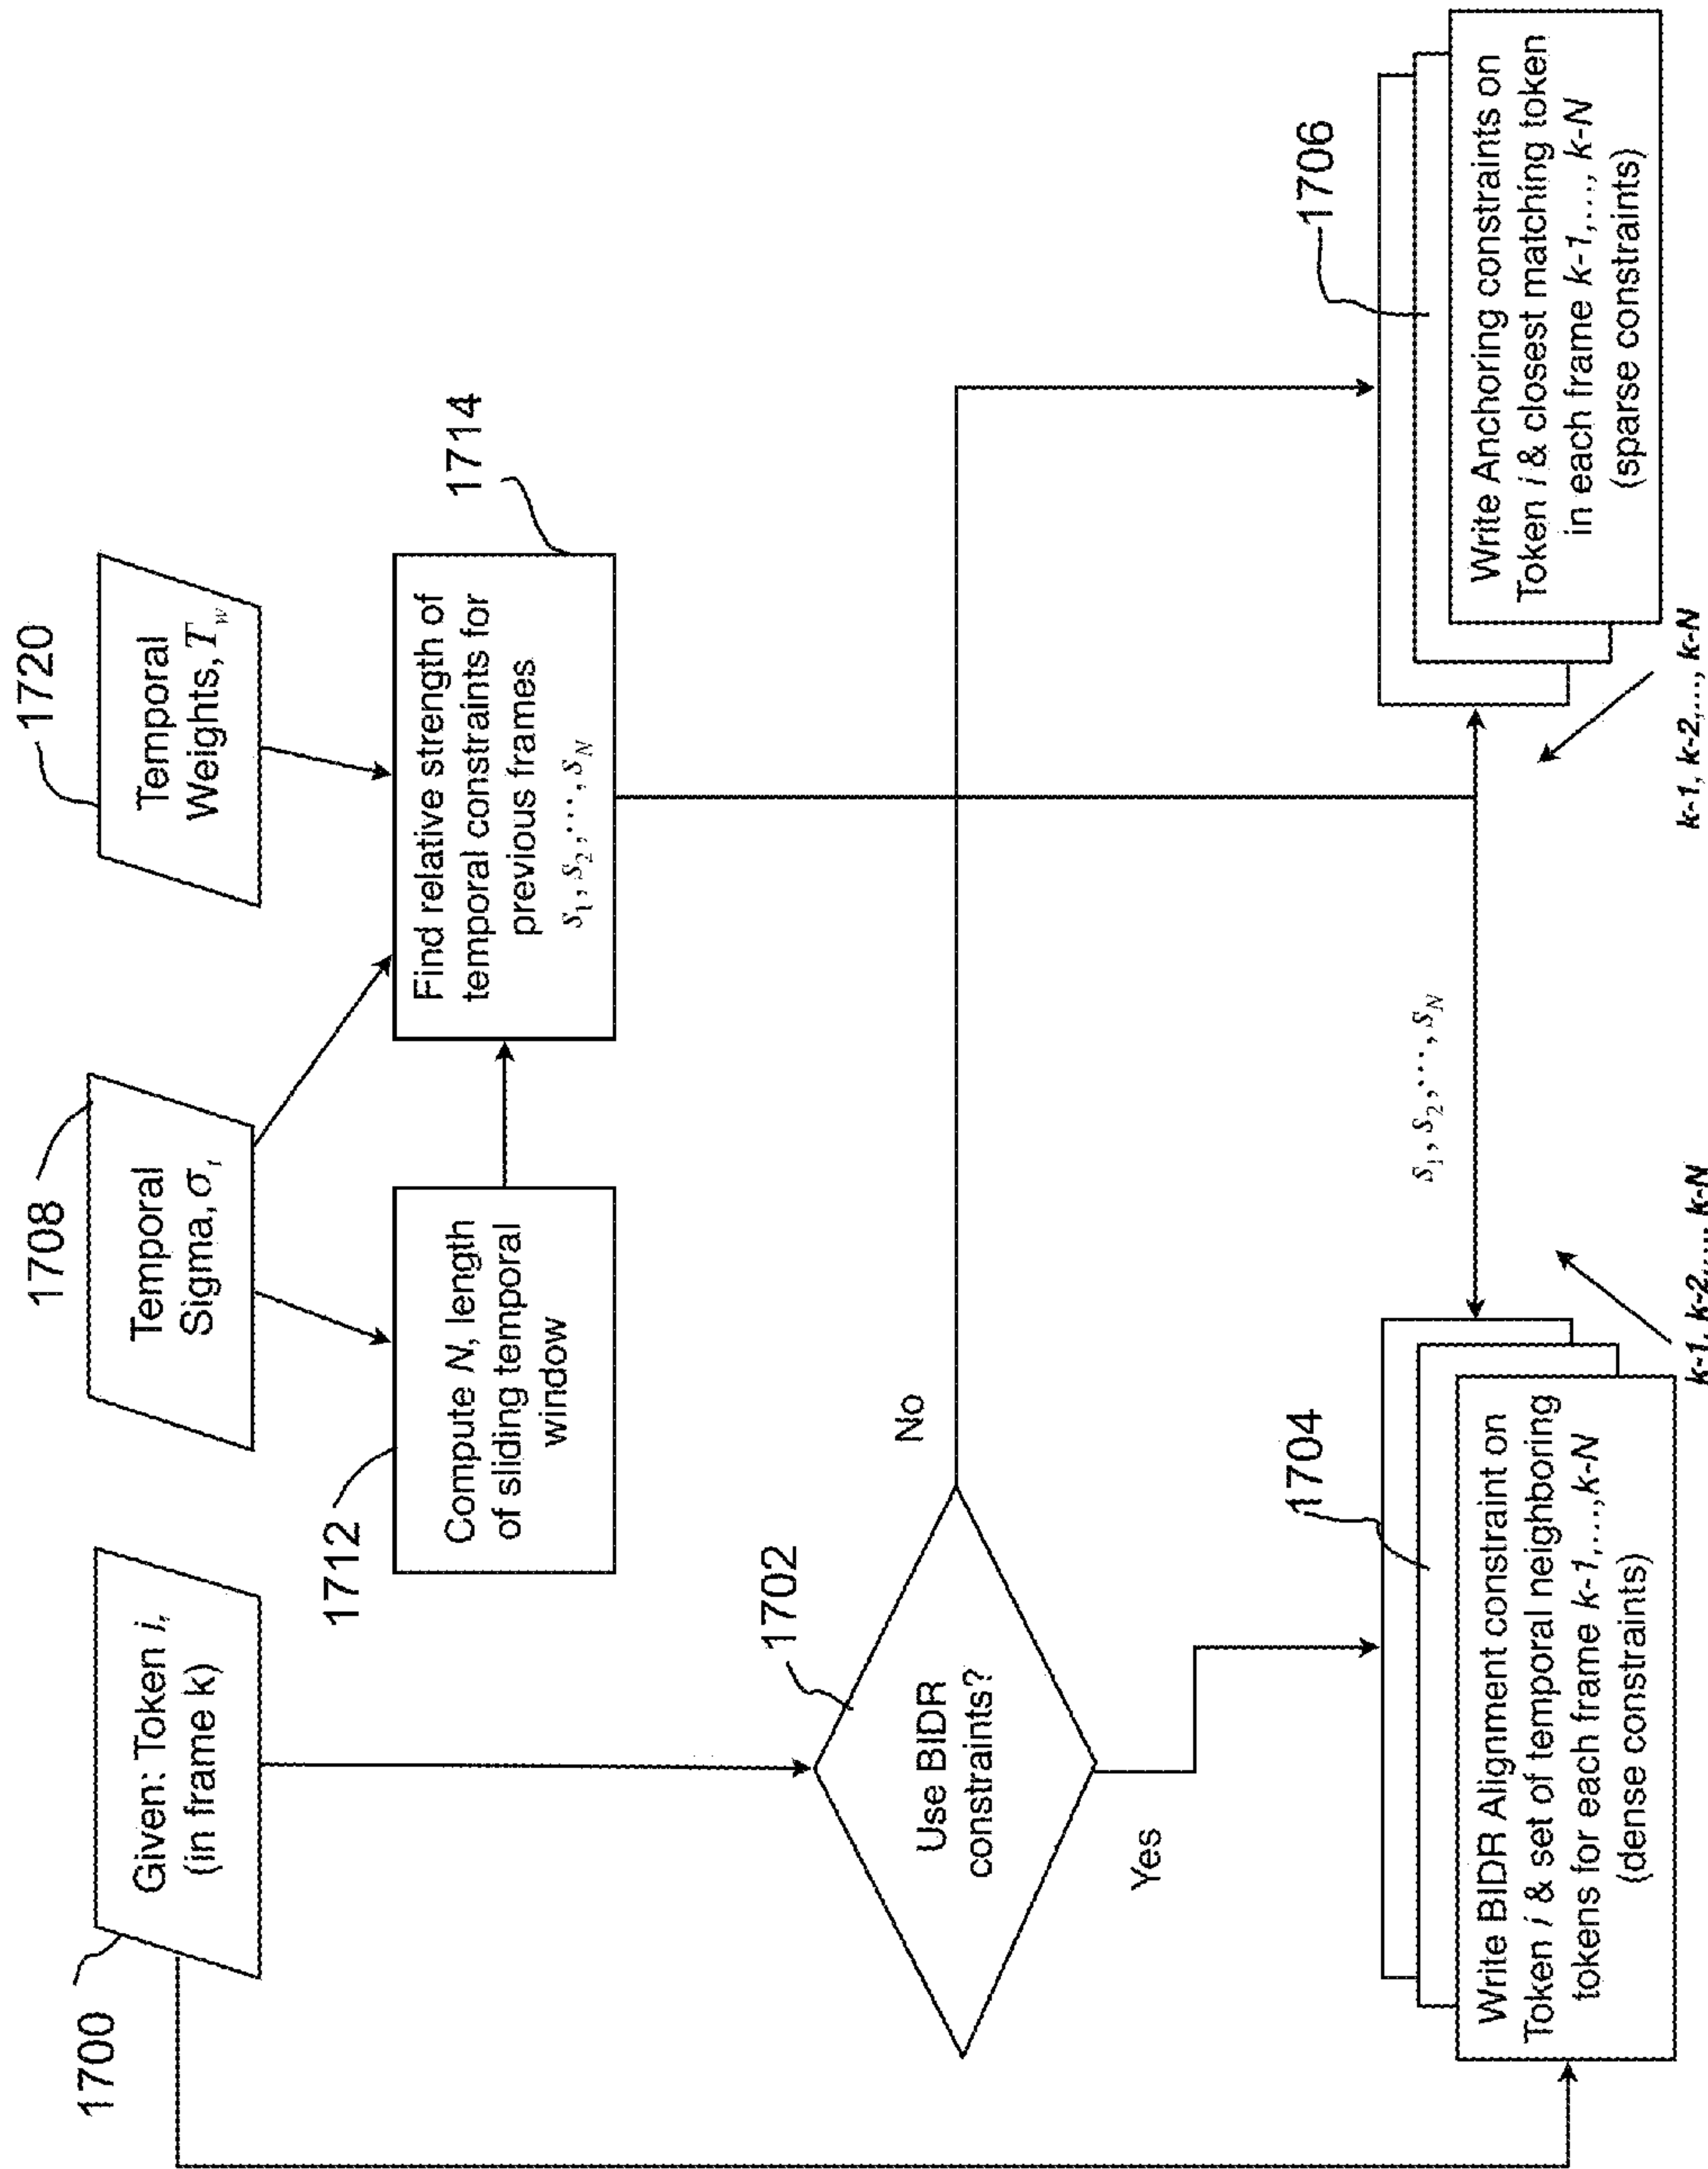 1700
Given: Token i,
(in frame k)
1708
Temporal
Sigma, σt
1720
Temporal
Weights, Tw
1712
Compute N, length
of sliding temporal
window
1714
Find relative strength of
temporal constraints for
previous frames
s1, s2, ···, sN
1702
Use BIDR
constraints?
No
Yes
1704
Write BIDR Alignment constraint on
Token i & set of temporal neighboring
tokens for each frame k-1,...,k-N
(dense constraints)
k-1, k-2,..., k-N
s1, s2, ···, sN
1706
Write Anchoring constraints on
Token i & closest matching token
in each frame k-1,..., k-N
(sparse constraints)
k-1, k-2,..., k-N